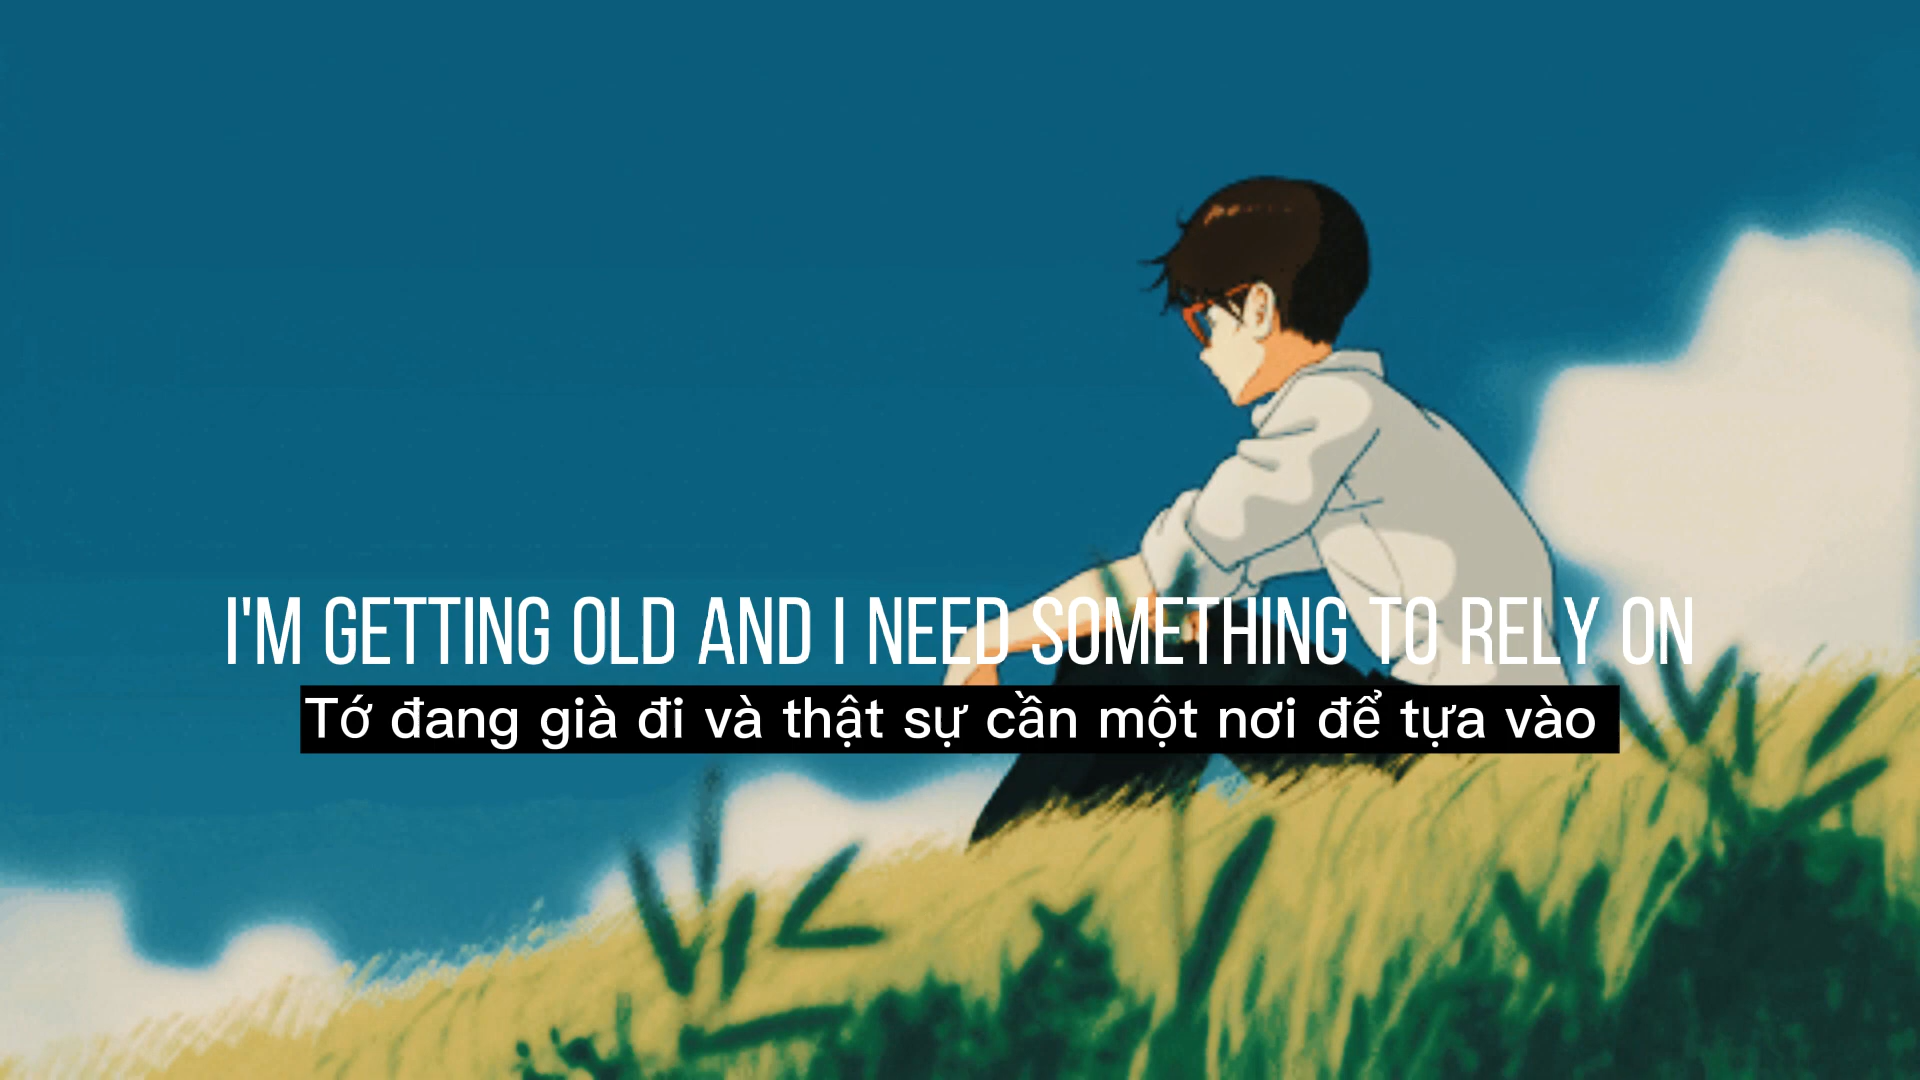 I'M GETTING OLD AND I NEED SOMETHING TO RELY ON
Tớ đang già đi và thật sự cần một nơi để tựa vào